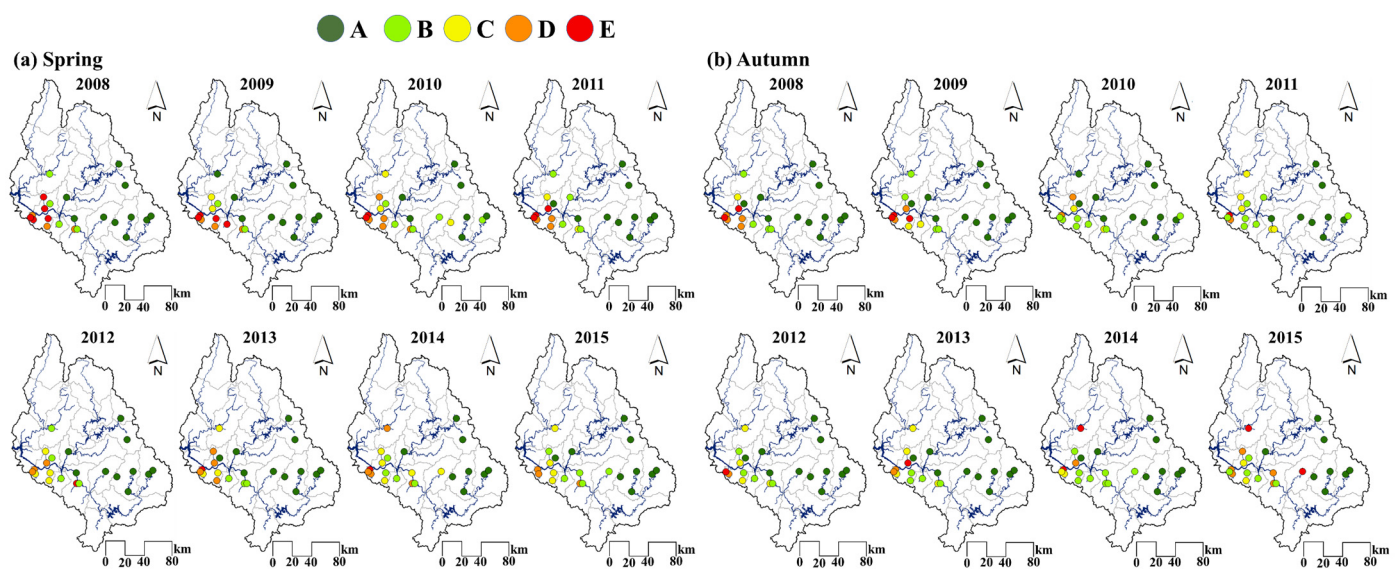 A B C D E
(a) Spring (b) Autumn
2008 2009 2010 2011 2008 2009 2010 2011
N N N N N N N N
km km km km km km km km
0 20 40 80 0 20 40 80 0 20 40 80 0 20 40 80 0 20 40 80 0 20 40 80 0 20 40 80 0 20 40 80
2012 2013 2014 2015 2012 2013 2014 2015
N N N N N N N N
km km km km km km km km
0 20 40 80 0 20 40 80 0 20 40 80 0 20 40 80 0 20 40 80 0 20 40 80 0 20 40 80 0 20 40 80